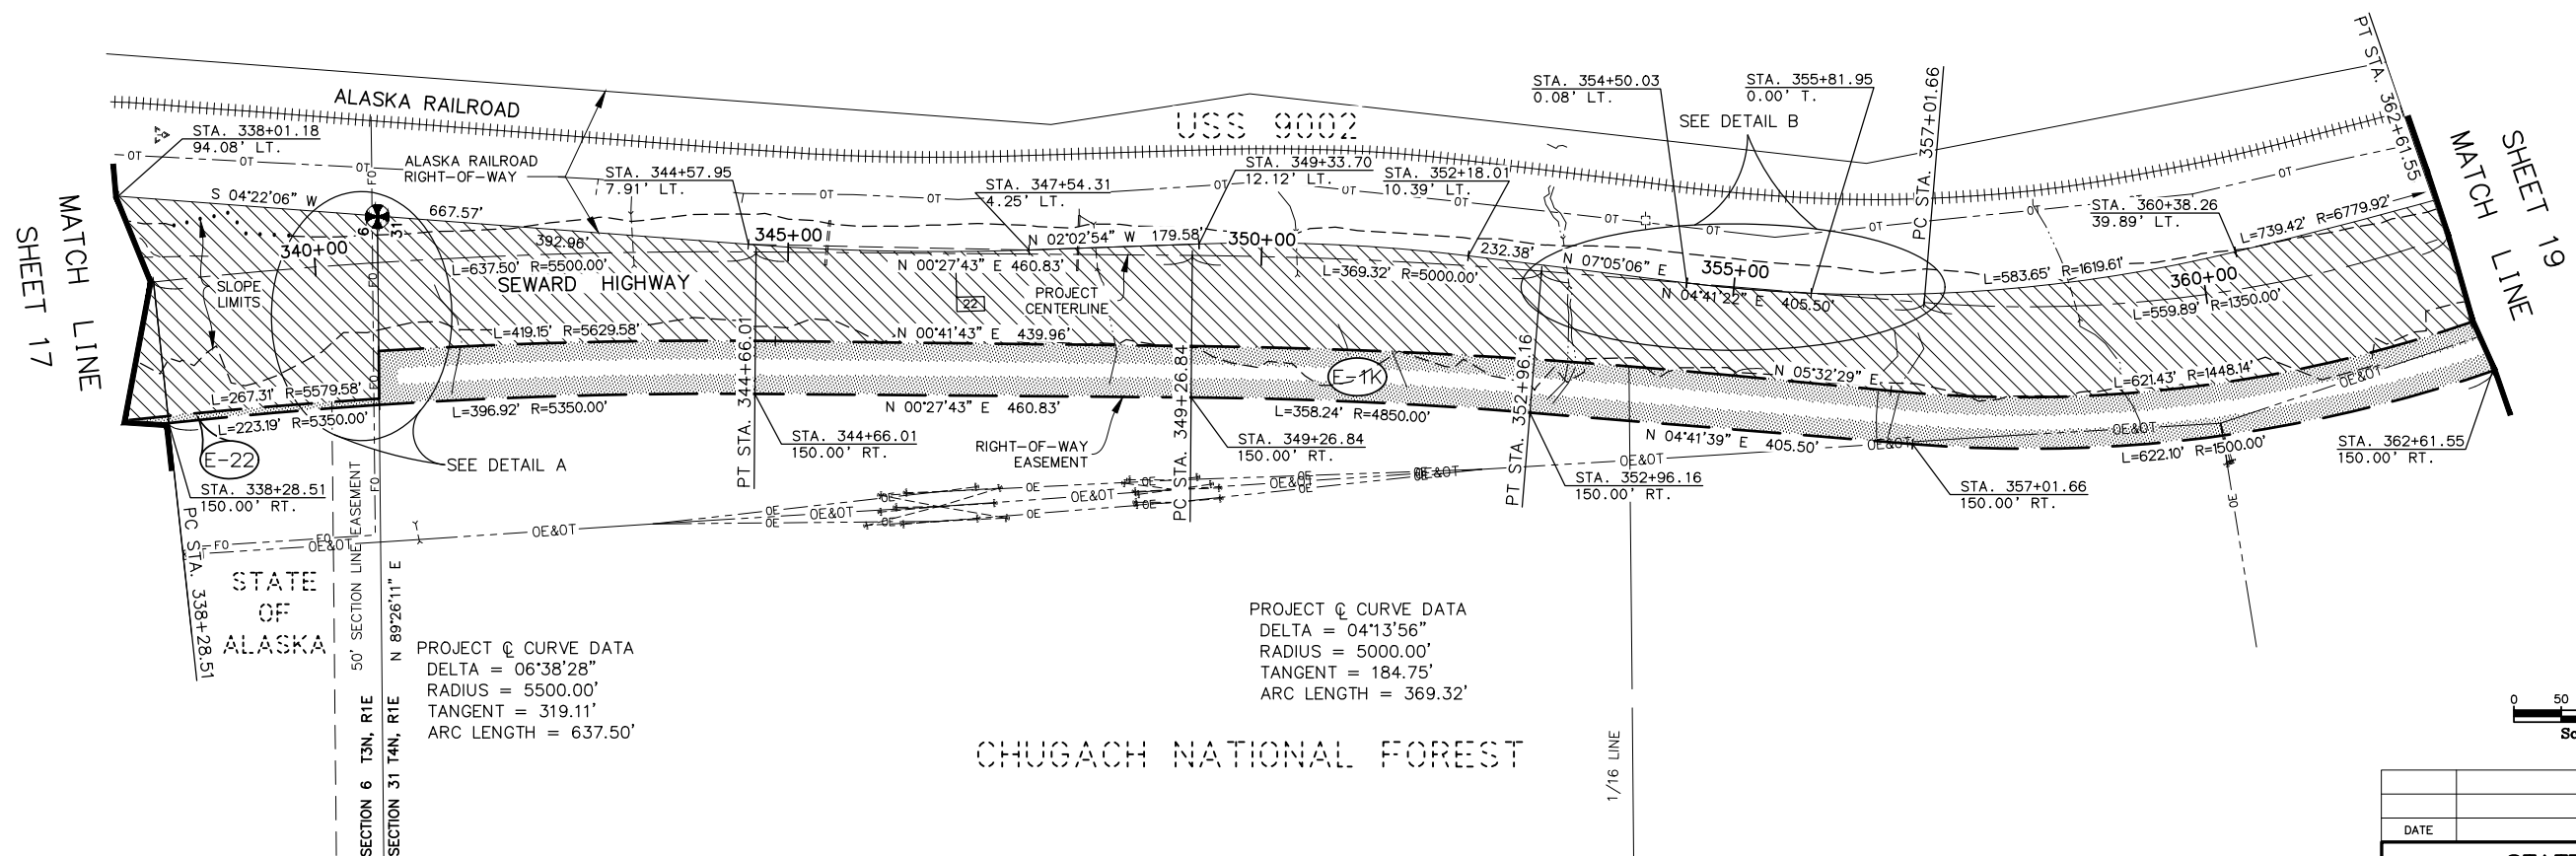 ALASKA RAILROAD
STA. 338+01.18
94.08' LT.
OT
ALASKA RAILROAD
RIGHT-OF-WAY
S 04°22'06" W
667.57'
392.96'
STA. 344+57.95
7.91' LT.
USS 9002
STA. 347+54.31
4.25' LT.
STA. 349+33.70
12.12' LT.
STA. 352+18.01
10.39' LT.
STA. 354+50.03
0.08' LT.
STA. 355+81.95
0.00' T.
SEE DETAIL B
PC STA. 357+01.66
STA. 360+38.26
39.89' LT.
PT STA. 362+61.55
SHEET 19
MATCH LINE
MATCH LINE
SHEET 17
6
31
340+00
345+00
350+00
355+00
360+00
L=637.50' R=5500.00'
SEWARD HIGHWAY
SLOPE
LIMITS
N 02°02'54" W 179.58'
N 00°27'43" E 460.83'
22
PROJECT
CENTERLINE
L=369.32' R=5000.00'
232.38'
N 07°05'06" E
N 04°41'22" E 405.50'
L=583.65' R=1619.61'
L=739.42' R=6779.92'
L=559.89' R=1350.00'
L=419.15' R=5629.58'
N 00°41'43" E 439.96'
E-1K
N 05°32'29" E
L=621.43' R=1448.14'
L=267.31' R=5579.58'
L=223.19' R=5350.00'
L=396.92' R=5350.00'
N 00°27'43" E 460.83'
L=358.24' R=4850.00'
N 04°41'39" E 405.50'
L=622.10' R=1500.00'
E-22
SEE DETAIL A
PT STA. 344+66.01
STA. 344+66.01
150.00' RT.
RIGHT-OF-WAY
EASEMENT
PC STA. 349+26.84
STA. 349+26.84
150.00' RT.
PT STA. 352+96.16
STA. 352+96.16
150.00' RT.
STA. 357+01.66
150.00' RT.
STA. 362+61.55
150.00' RT.
STA. 338+28.51
150.00' RT.
PC STA. 338+28.51
FO
OE&OT
OE
50' SECTION LINE EASEMENT
N 89°26'11" E
SECTION 6 T3N, R1E
SECTION 31 T4N, R1E
STATE
OF
ALASKA
PROJECT ℄ CURVE DATA
DELTA = 06°38'28"
RADIUS = 5500.00'
TANGENT = 319.11'
ARC LENGTH = 637.50'
PROJECT ℄ CURVE DATA
DELTA = 04°13'56"
RADIUS = 5000.00'
TANGENT = 184.75'
ARC LENGTH = 369.32'
CHUGACH NATIONAL FOREST
1/16 LINE
0 50
DATE